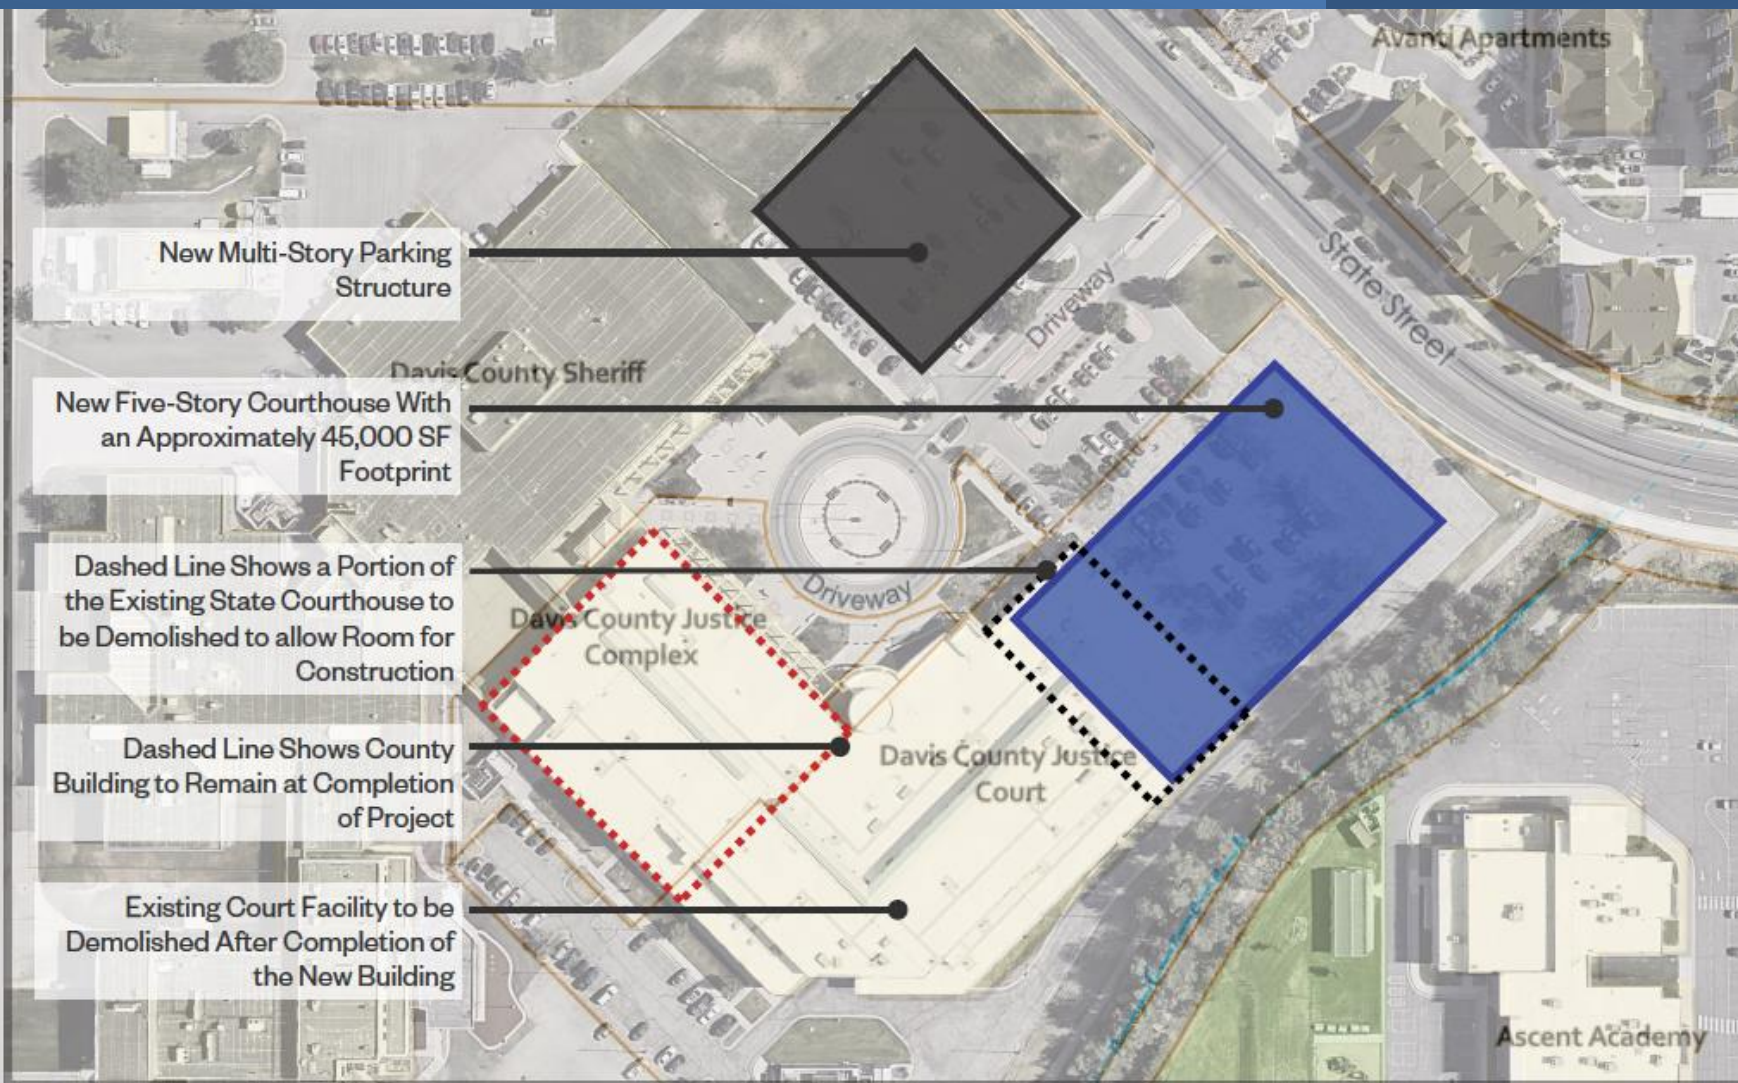 Avanti Apartments
New Multi-Story Parking
Structure
State Street
Driveway
Davis County Sheriff
New Five-Story Courthouse With
an Approximately 45,000 SF
Footprint
Dashed Line Shows a Portion of
the Existing State Courthouse to
be Demolished to allow Room for
Construction
Driveway
Davis County Justice
Complex
Dashed Line Shows County
Building to Remain at Completion
of Project
Davis County Justice
Court
Existing Court Facility to be
Demolished After Completion of
the New Building
Ascent Academy